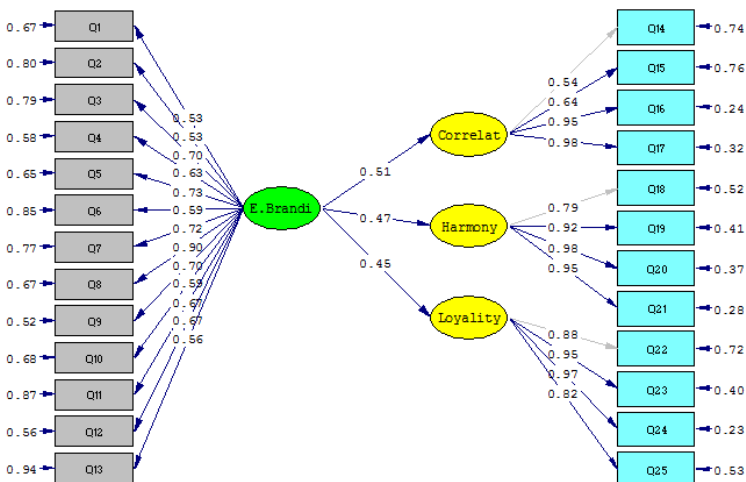 0.67 Q1
0.80 Q2
0.79 Q3
0.58 Q4
0.65 Q5
0.85 Q6
0.77 Q7
0.67 Q8
0.52 Q9
0.68 Q10
0.87 Q11
0.56 Q12
0.94 Q13
0.53
0.53
0.70
0.63
0.73
0.59
0.72
0.90
0.70
0.59
0.67
0.67
0.56
E.Brandi
0.51
0.47
0.45
Correlat
Harmony
Loyality
0.54
0.64
0.95
0.98
0.79
0.92
0.98
0.95
0.88
0.95
0.97
0.82
Q14 0.74
Q15 0.76
Q16 0.24
Q17 0.32
Q18 0.52
Q19 0.41
Q20 0.37
Q21 0.28
Q22 0.72
Q23 0.40
Q24 0.23
Q25 0.53